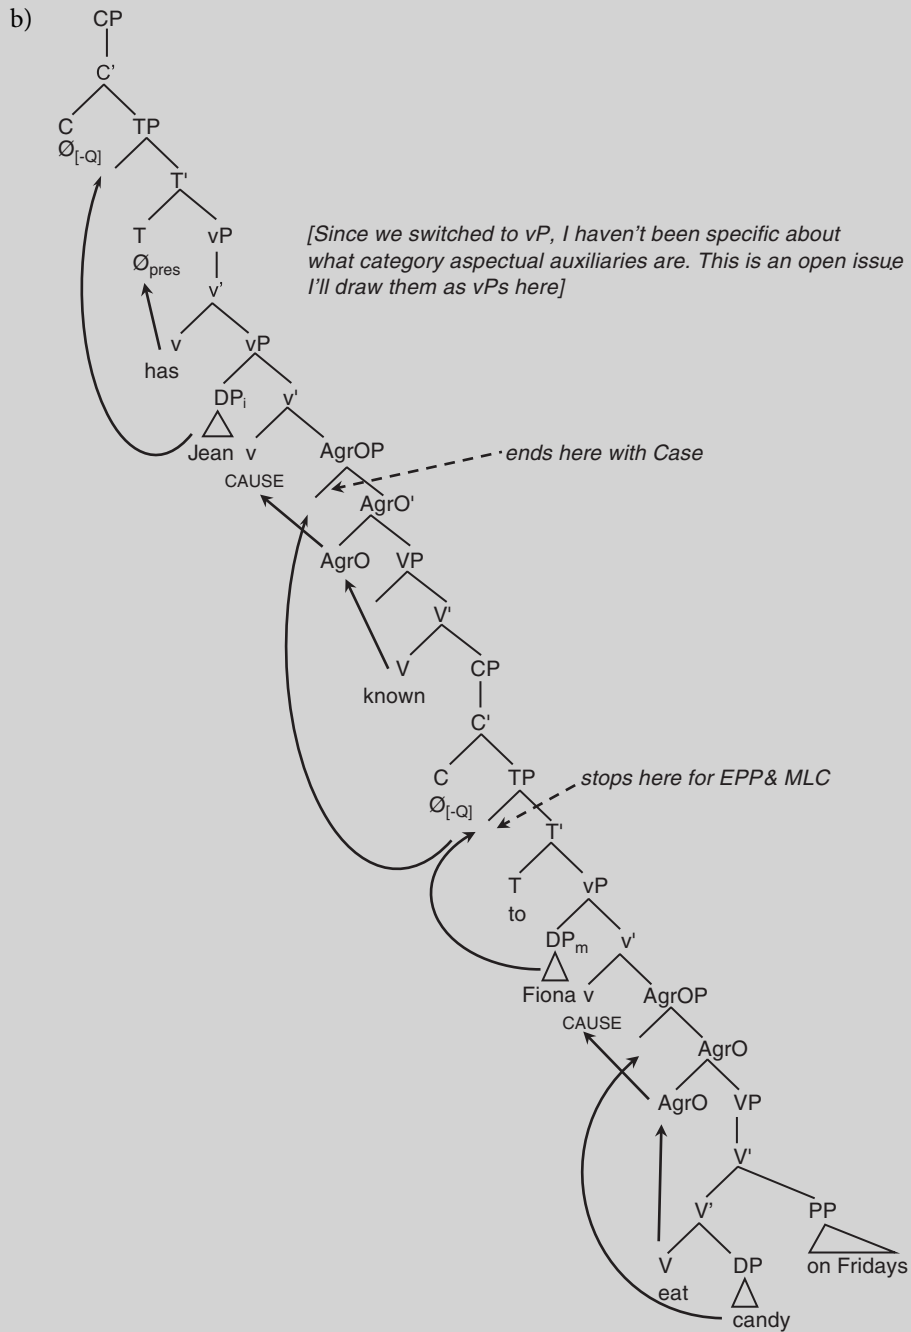 b)
CP
C'
C TP
Ø[-Q]
T'
T vP
Øpres
[Since we switched to vP, I haven't been specific about
what category aspectual auxiliaries are. This is an open issue.
I'll draw them as vPs here]
v'
v vP
has
DPi v'
Jean v AgrOP
ends here with Case
CAUSE
AgrO'
AgrO VP
V'
V CP
known
C'
C TP
stops here for EPP& MLC
Ø[-Q]
T'
T vP
to
DPm v'
Fiona v AgrOP
CAUSE
AgrO
AgrO VP
V'
V' PP
on Fridays
V DP
eat
candy